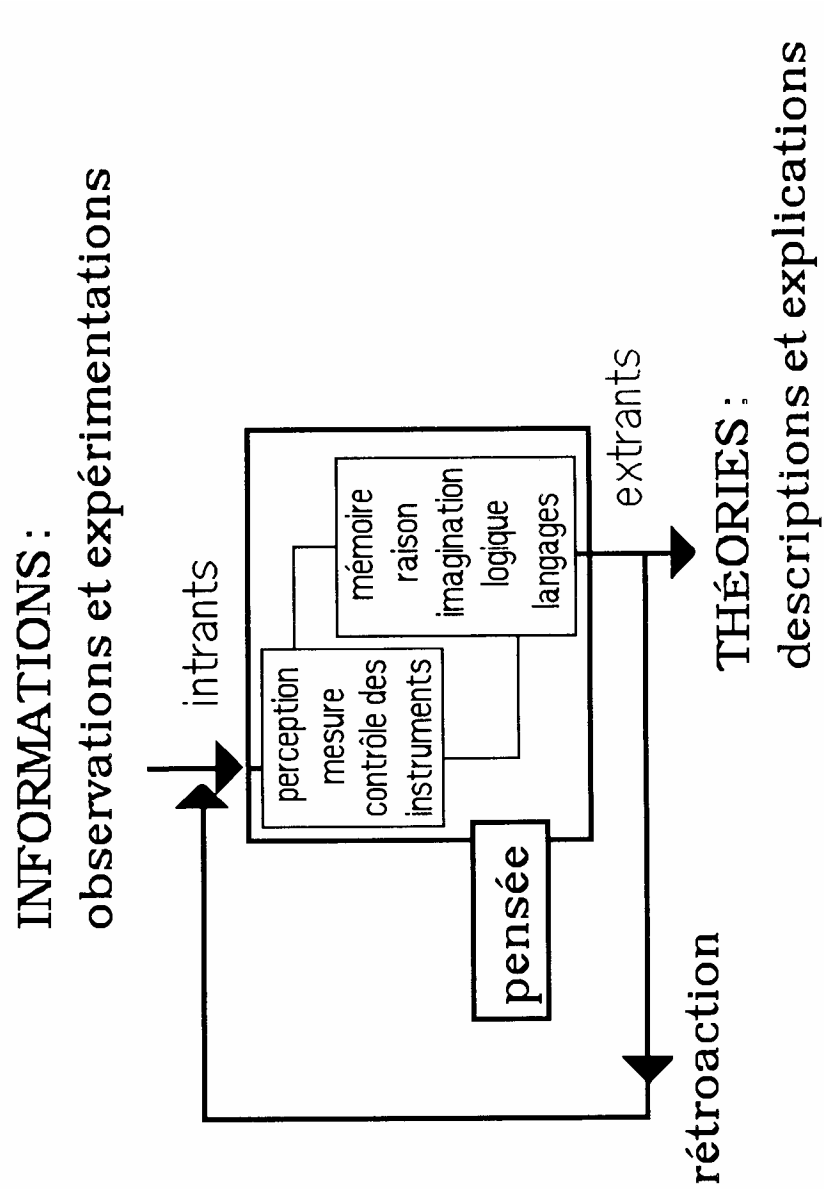 INFORMATIONS:
observations et expérimentations
intrants
perception
mesure
contrôle des
instruments
mémoire
raison
imagination
logique
langages
pensée
extrants
rétroaction
THÉORIES:
descriptions et explications